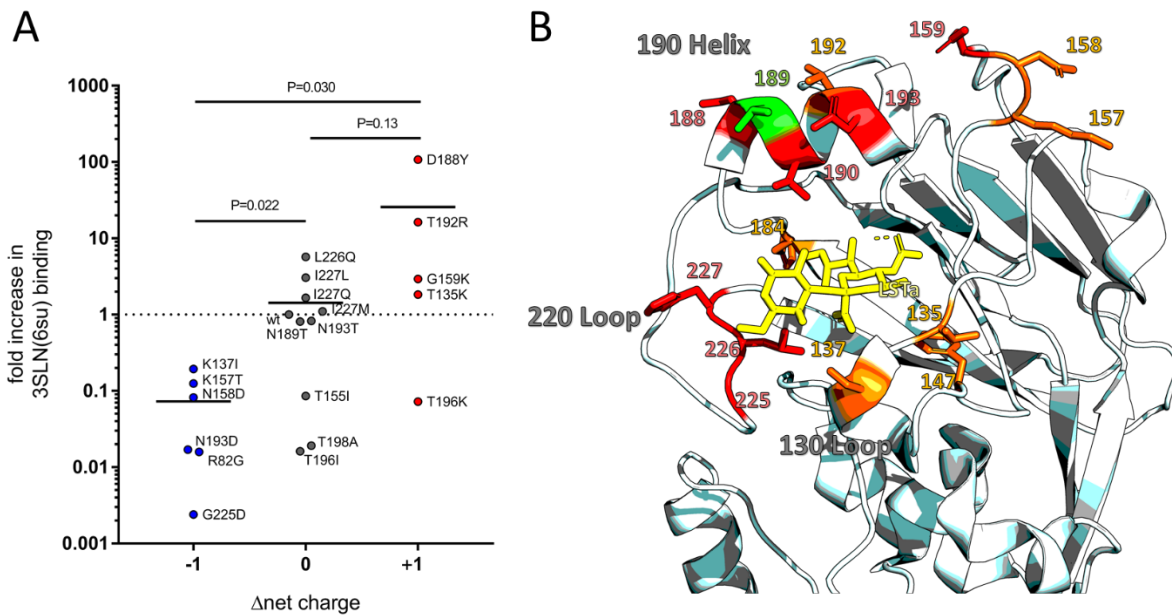 A
fold increase in
3SLN(6su) binding
1000
100
10
1
0.1
0.01
0.001
P=0.030
P=0.13
P=0.022
D188Y
T192R
L226Q
I227L
G159K
T135K
I227Q
I227M
wt
N189T
N193T
K137I
K157T
N158D
T155I
T196K
N193D
R82G
T198A
T196I
G225D
-1
0
+1
Δnet charge
B
190 Helix
159
158
157
192
189
193
188
190
184
LSTa
227
220 Loop
226
225
137
135
147
130 Loop